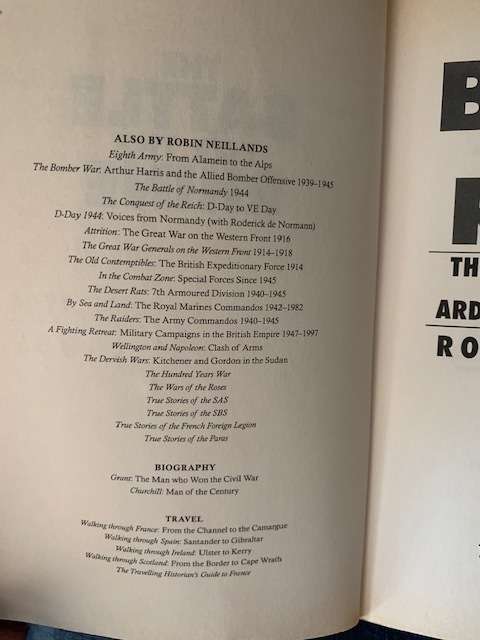 ALSO BY ROBIN NEILLANDS
Eighth Army: From Alamein to the Alps
The Bomber War: Arthur Harris and the Allied Bomber Offensive 1939–1945
The Battle of Normandy 1944
The Conquest of the Reich: D-Day to VE Day
D-Day 1944: Voices from Normandy (with Roderick de Normann)
Attrition: The Great War on the Western Front 1916
The Great War Generals on the Western Front 1914–1918
The Old Contemptibles: The British Expeditionary Force 1914
In the Combat Zone: Special Forces Since 1945
The Desert Rats: 7th Armoured Division 1940–1945
By Sea and Land: The Royal Marines Commandos 1942–1982
The Raiders: The Army Commandos 1940–1945
A Fighting Retreat: Military Campaigns in the British Empire 1947–1997
Wellington and Napoleon: Clash of Arms
The Dervish Wars: Kitchener and Gordon in the Sudan
The Hundred Years War
The Wars of the Roses
True Stories of the SAS
True Stories of the SBS
True Stories of the French Foreign Legion
True Stories of the Paras
BIOGRAPHY
Grant: The Man who Won the Civil War
Churchill: Man of the Century
TRAVEL
Walking through France: From the Channel to the Camargue
Walking through Spain: Santander to Gibraltar
Walking through Ireland: Ulster to Kerry
Walking through Scotland: From the Border to Cape Wrath
The Travelling Historian's Guide to France
B
TH
ARD
RO